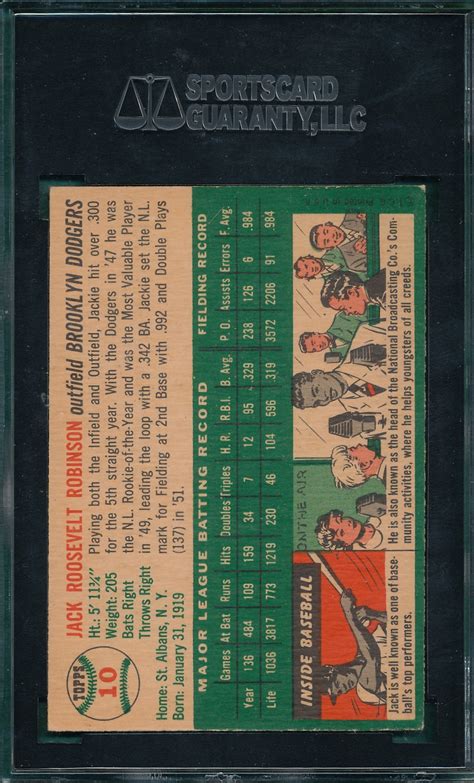 SPORTSCARD
GUARANTY, LLC
TOPPS
10
JACK ROOSEVELT ROBINSON outfield BROOKLYN DODGERS
Ht.: 5' 11¾"
Weight: 205
Bats Right
Throws Right
Home: St. Albans, N. Y.
Born: January 31, 1919
Playing both the Infield and Outfield, Jackie hit over .300
for the 5th straight year. With the Dodgers in '47 he was
the N.L. Rookie-of-the-Year and was the Most Valuable Player
in '49, leading the loop with a .342 BA. Jackie set the N.L.
mark for Fielding at 2nd Base with .992 and Double Plays
(137) in '51.
MAJOR LEAGUE BATTING RECORD FIELDING RECORD
Games At Bat Runs Hits Doubles Triples H. R. R.B.I. B. Avg. P. O. Assists Errors F. Avg.
Year 136 484 109 159 34 7 12 95 .329 238 126 6 .984
Life 1036 3817 773 1219 230 46 104 596 .319 3572 2206 91 .984
INSIDE BASEBALL
ON THE AIR
Jack is well known as one of base-
ball's top performers.
He is also known as the head of the National Broadcasting Co.'s Com-
munity activities, where he helps youngsters of all creeds.